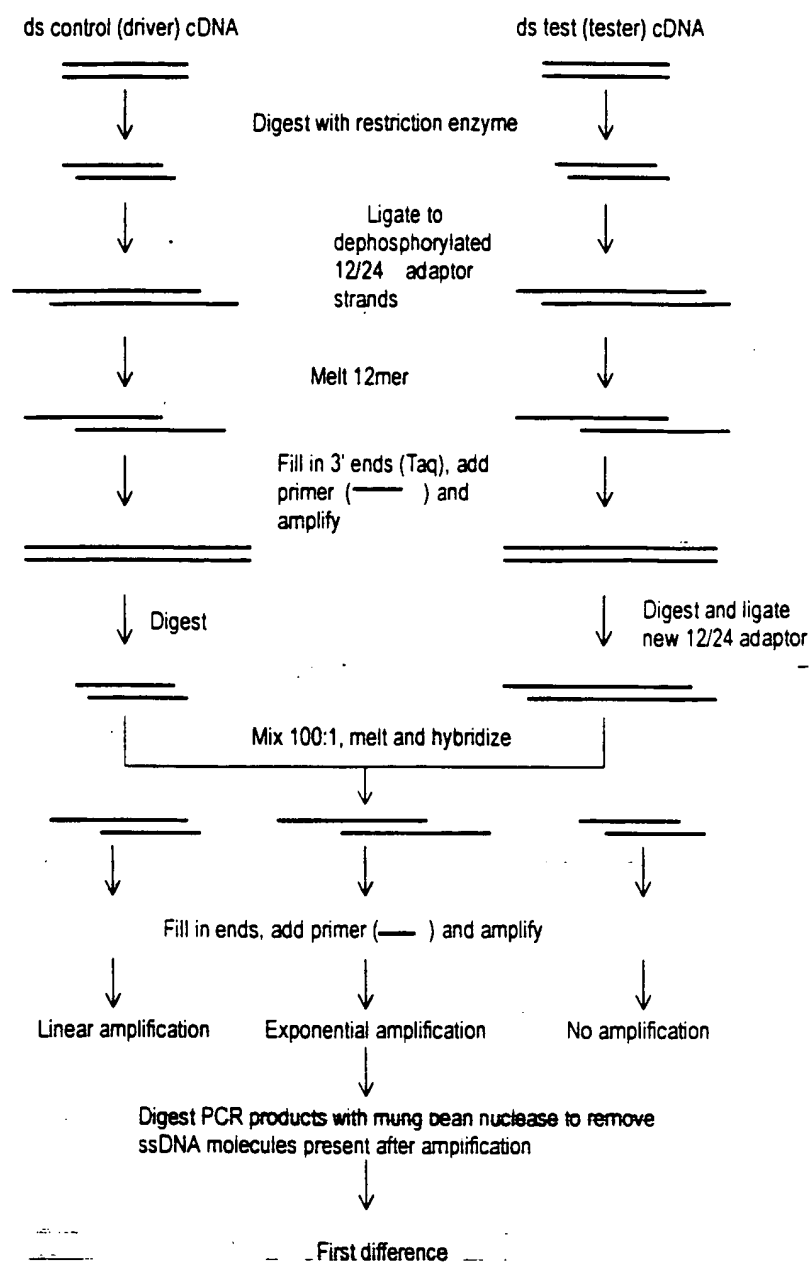 ds control (driver) cDNA
ds test (tester) cDNA
Digest with restriction enzyme
Ligate to
dephosphorylated
12/24 adaptor
strands
Melt 12mer
Fill in 3' ends (Taq), add
primer ( ) and
amplify
Digest
Digest and ligate
new 12/24 adaptor
Mix 100:1, melt and hybridize
Fill in ends, add primer ( ) and amplify
Linear amplification
Exponential amplification
No amplification
Digest PCR products with mung bean nuclease to remove
ssDNA molecules present after amplification
First difference